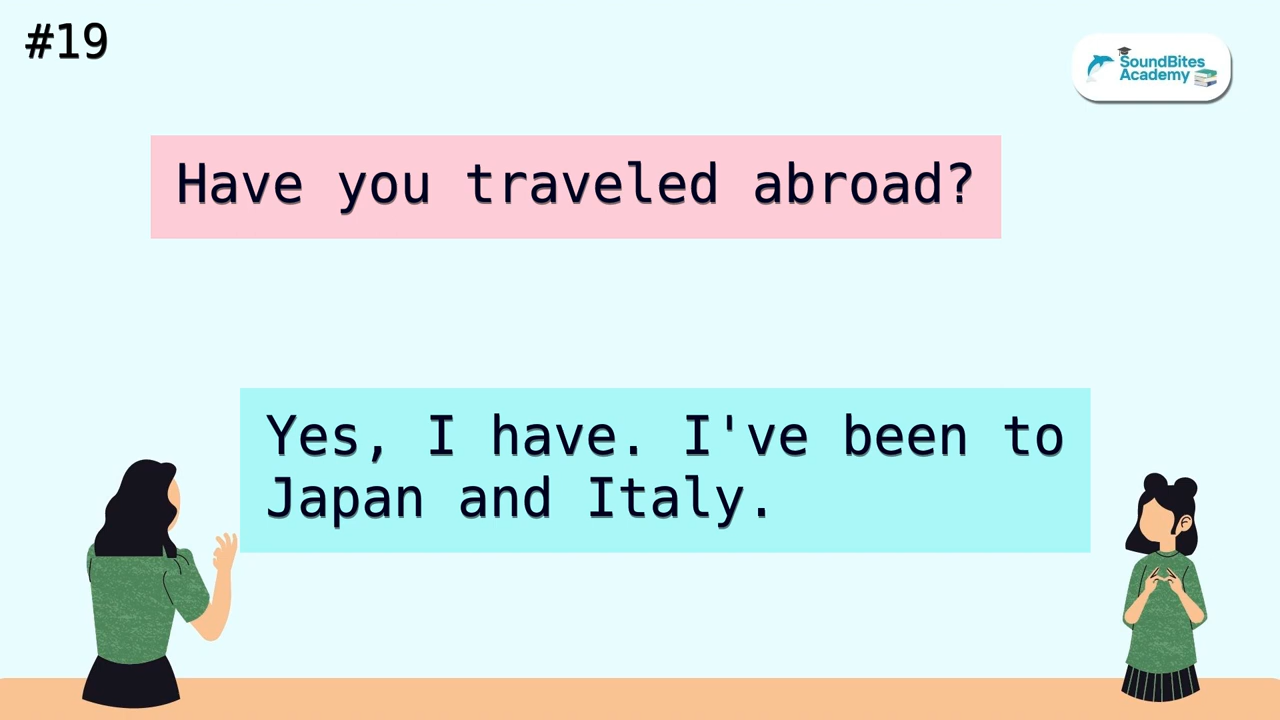 #19
SoundBites
Academy
Have you traveled abroad?
Yes, I have. I've been to
Japan and Italy.